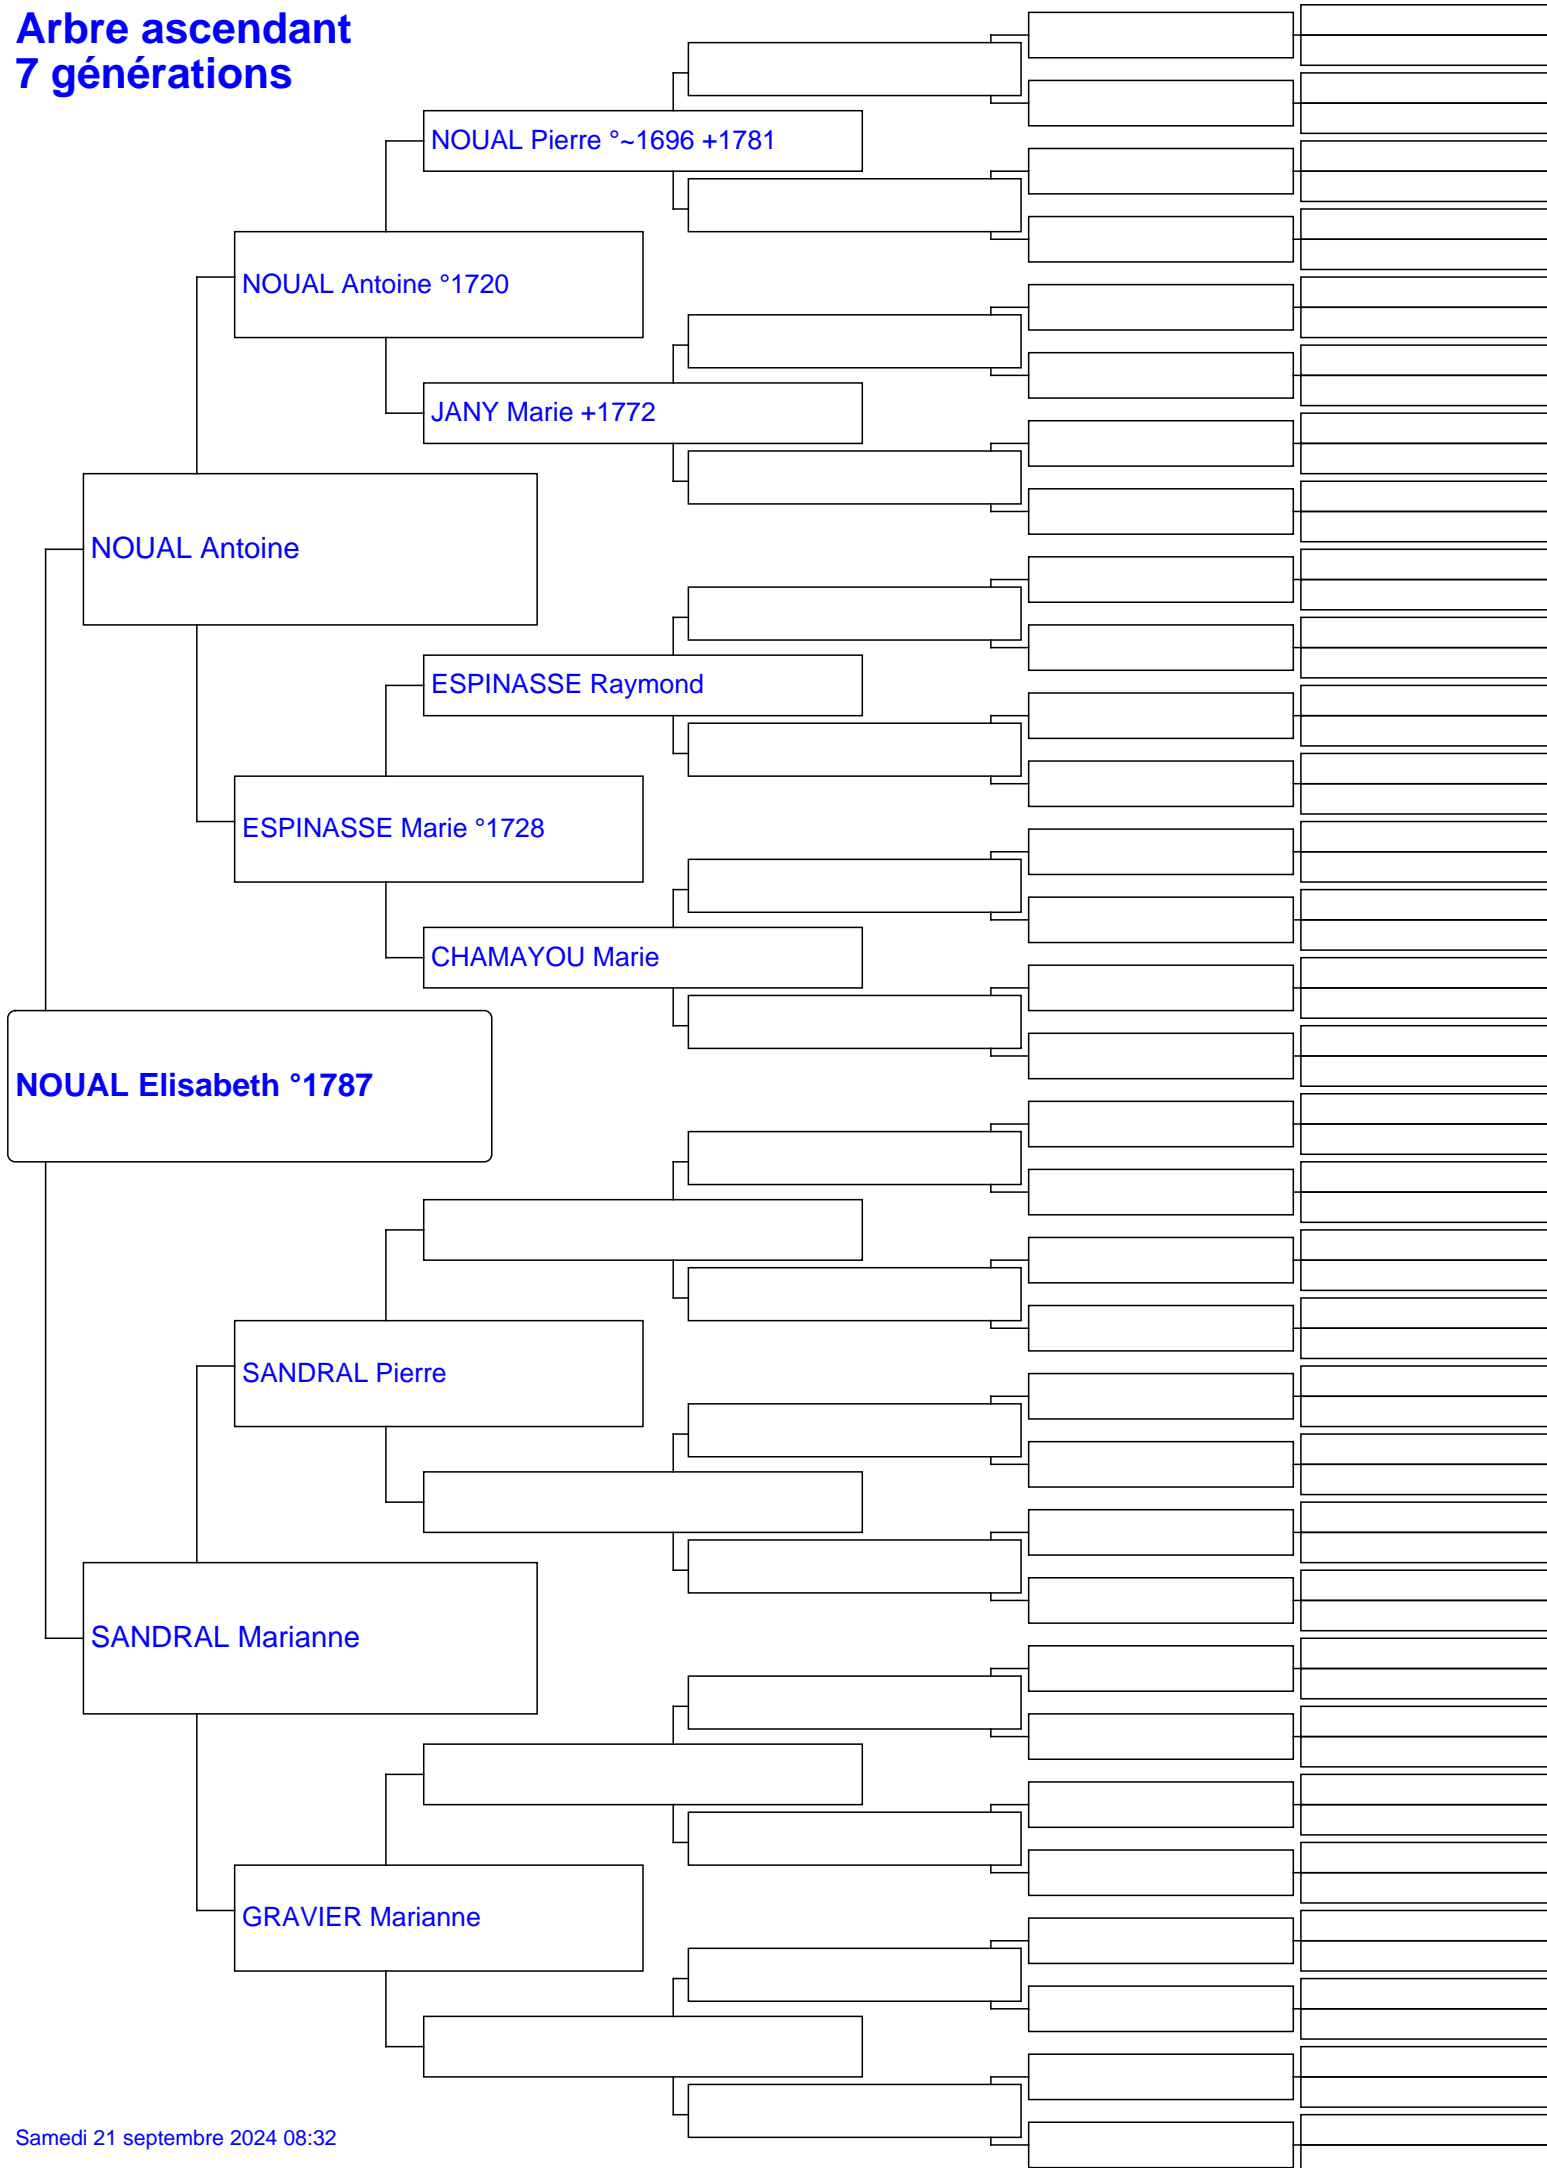 Arbre ascendant
7 générations
NOUAL Pierre °~1696 +1781
NOUAL Antoine °1720
JANY Marie +1772
NOUAL Antoine
ESPINASSE Raymond
ESPINASSE Marie °1728
CHAMAYOU Marie
NOUAL Elisabeth °1787
SANDRAL Pierre
SANDRAL Marianne
GRAVIER Marianne
Samedi 21 septembre 2024 08:32